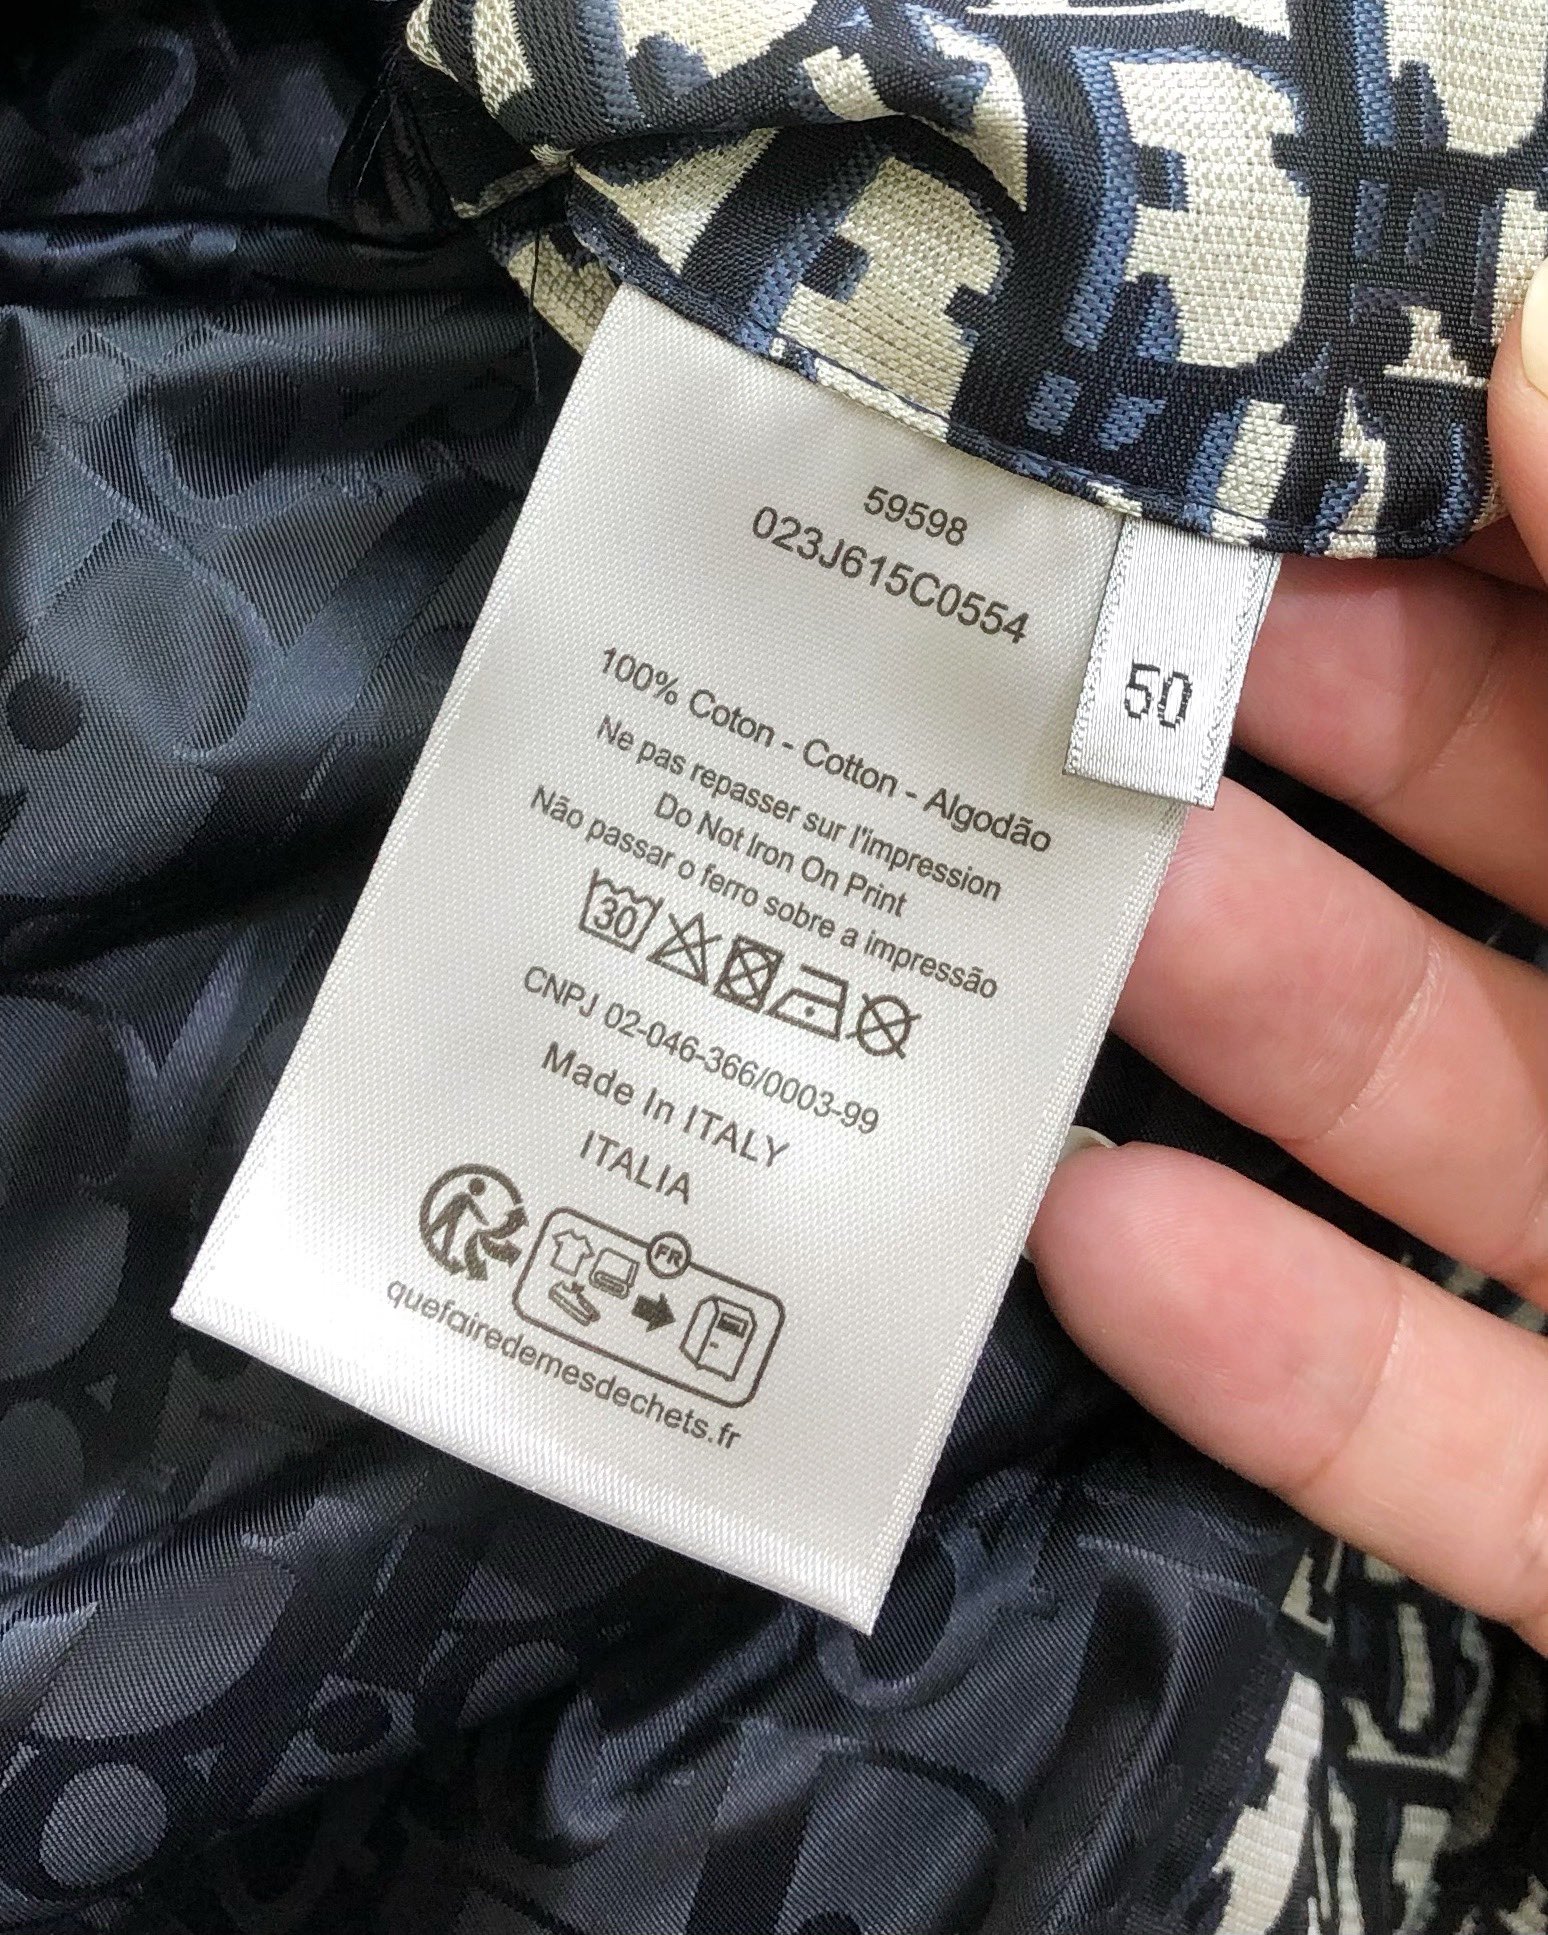 59598
023J615C0554
50
100% Coton - Cotton - Algodão
Ne pas repasser sur l'impression
Do Not Iron On Print
Não passar o ferro sobre a impressão
30
CNPJ 02-046-366/0003-99
Made In ITALY
ITALIA
FR
quefairedemesdechets.fr